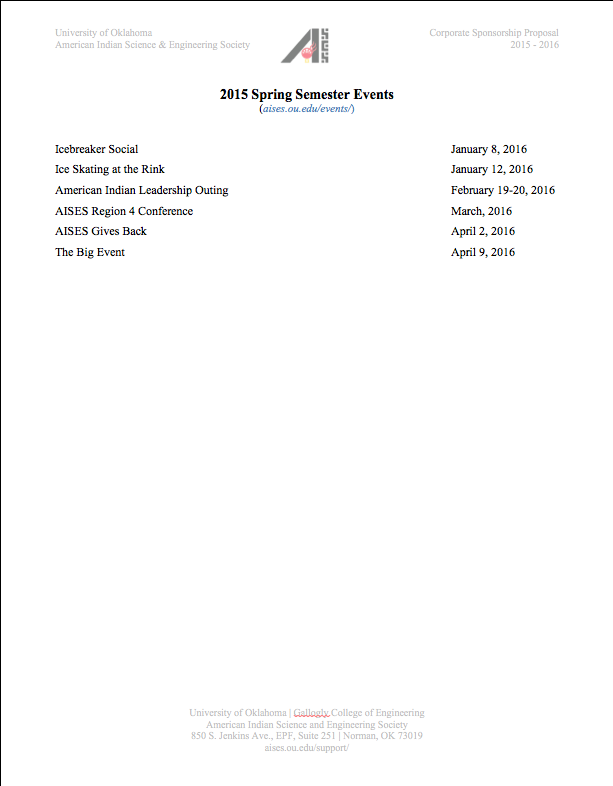 University of Oklahoma
American Indian Science & Engineering Society
AISES
Corporate Sponsorship Proposal
2015 - 2016
2015 Spring Semester Events
(aises.ou.edu/events/)
Icebreaker Social January 8, 2016
Ice Skating at the Rink January 12, 2016
American Indian Leadership Outing February 19-20, 2016
AISES Region 4 Conference March, 2016
AISES Gives Back April 2, 2016
The Big Event April 9, 2016
University of Oklahoma | Gallogly College of Engineering
American Indian Science and Engineering Society
850 S. Jenkins Ave., EPF, Suite 251 | Norman, OK 73019
aises.ou.edu/support/